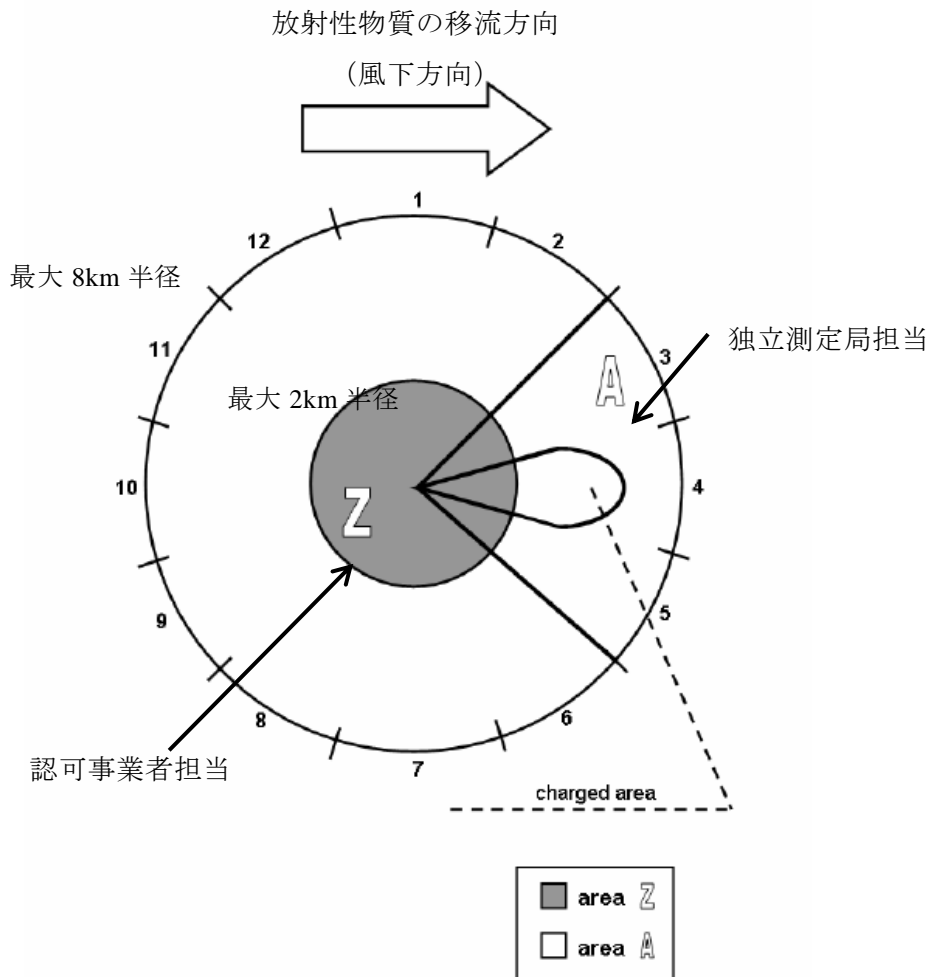 放射性物質の移流方向
（風下方向）
1
12
2
最大 8km 半径
独立測定局担当
11
3
A
最大 2km 半径
10
4
Z
9
5
8
6
認可事業者担当
7
charged area
area Z
area A